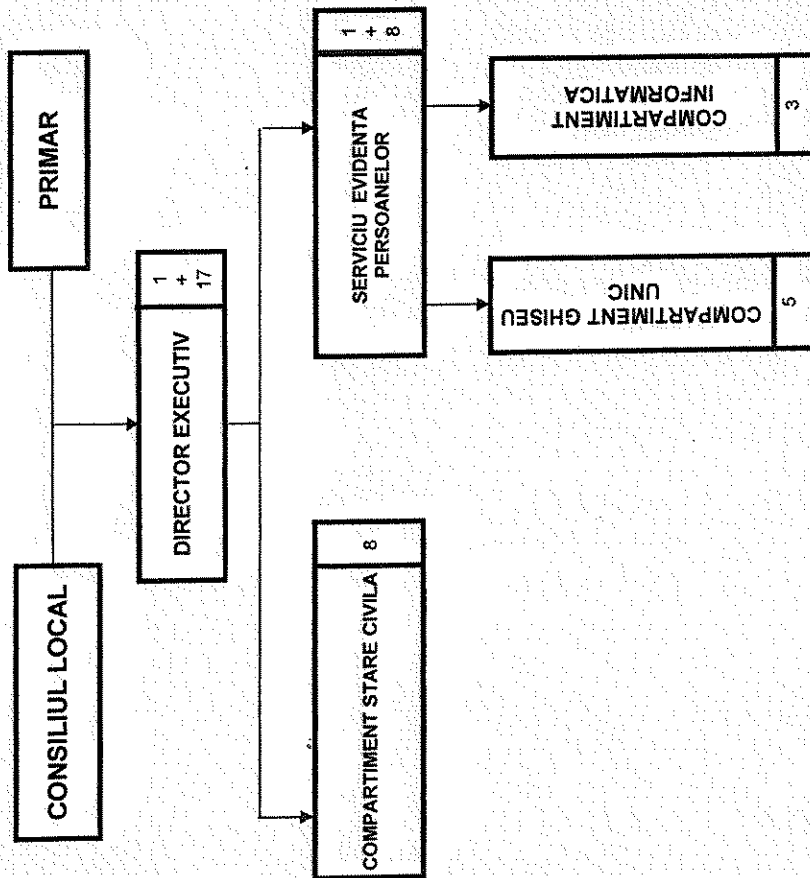 CONSILIUL LOCAL
PRIMAR
DIRECTOR EXECUTIV
1
+
17
COMPARTIMENT STARE CIVILA
8
SERVICIU EVIDENTA
PERSOANELOR
1
+
8
COMPARTIMENT GHISEU
UNIC
5
COMPARTIMENT
INFORMATICA
3